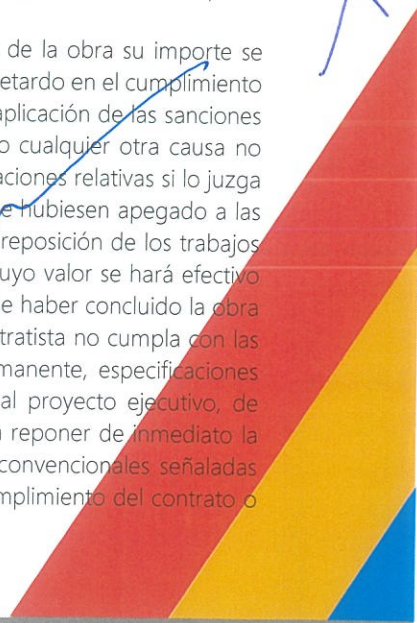 de la obra su importe se
etardo en el cumplimiento
aplicación de las sanciones
o cualquier otra causa no
aciones relativas si lo juzga
e hubiesen apegado a las
reposición de los trabajos
uyo valor se hará efectivo
e haber concluido la obra
tratista no cumpla con las
manente, especificaciones
al proyecto ejecutivo, de
reponer de inmediato la
convencionales señaladas
mplimiento del contrato o